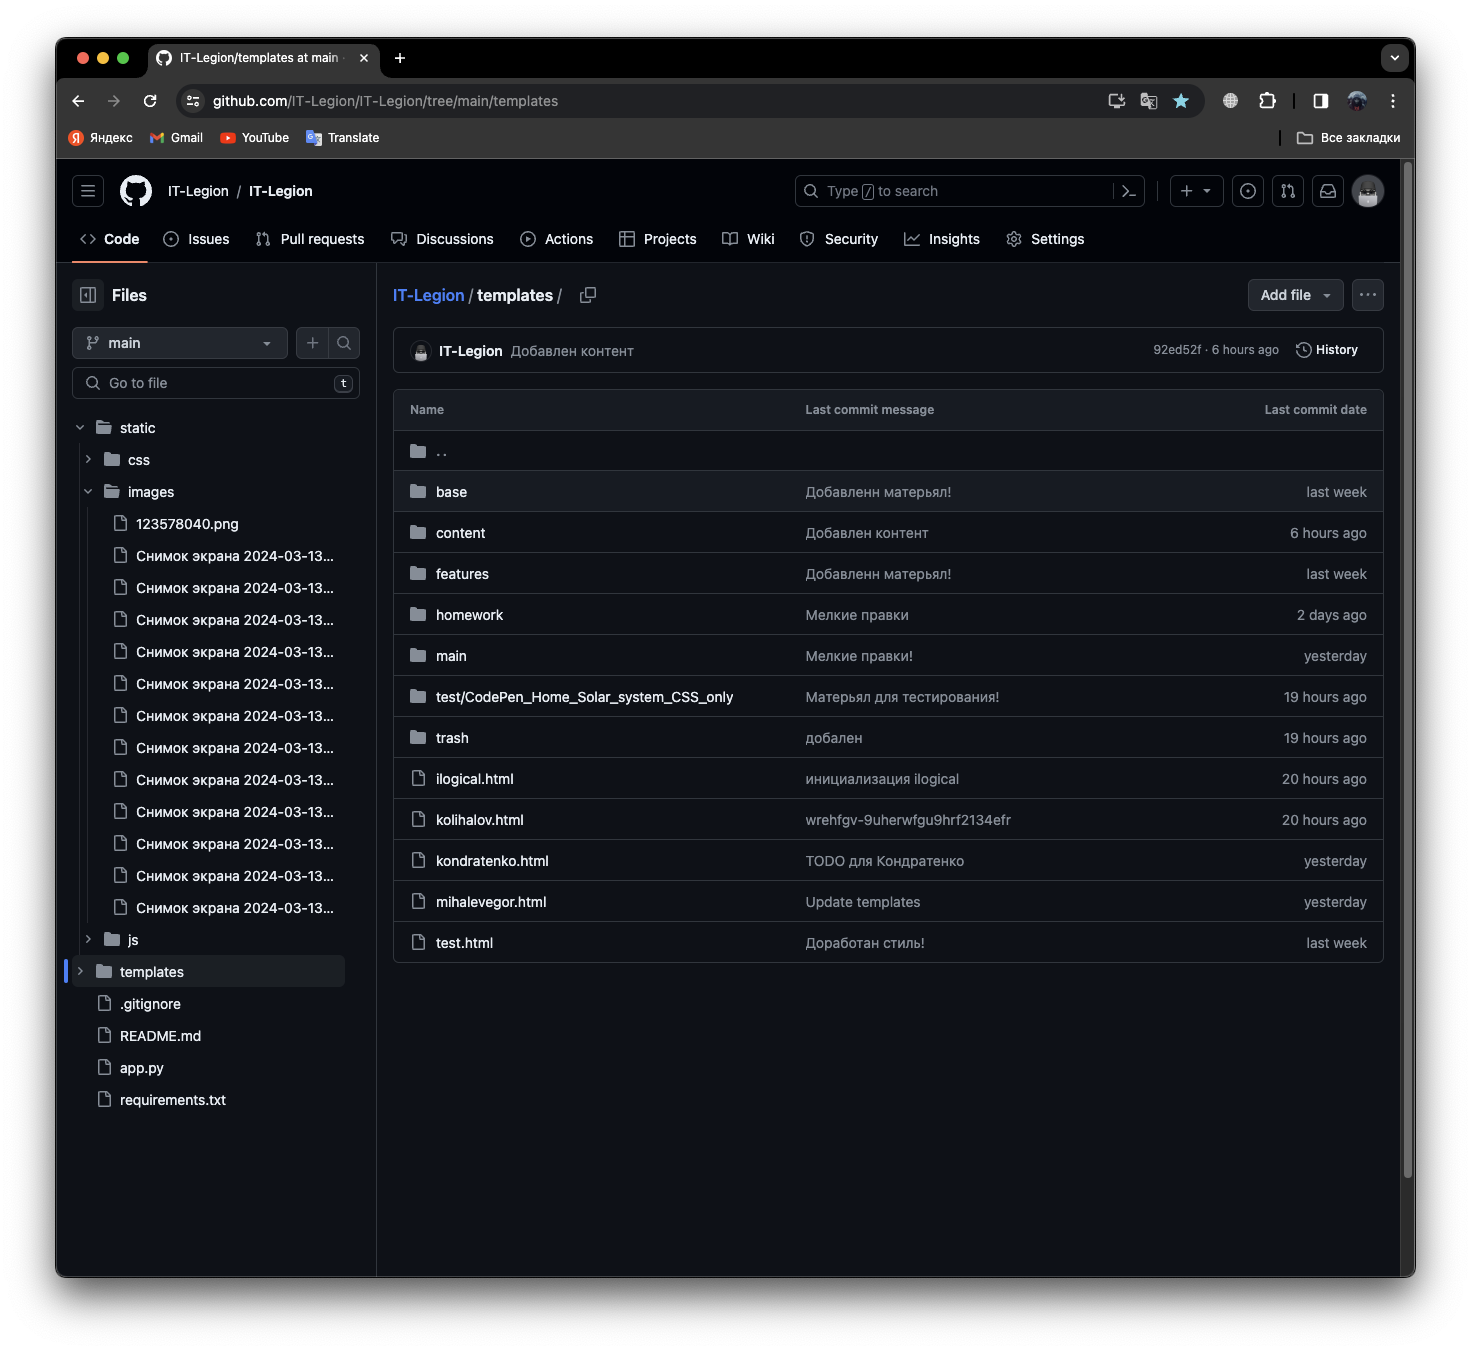 IT-Legion/templates at main
github.com/IT-Legion/IT-Legion/tree/main/templates
Яндекс Gmail YouTube Translate Все закладки
IT-Legion / IT-Legion Type / to search
Code Issues Pull requests Discussions Actions Projects Wiki Security Insights Settings
Files
main
Go to file t
static
css
images
123578040.png
Снимок экрана 2024-03-13...
Снимок экрана 2024-03-13...
Снимок экрана 2024-03-13...
Снимок экрана 2024-03-13...
Снимок экрана 2024-03-13...
Снимок экрана 2024-03-13...
Снимок экрана 2024-03-13...
Снимок экрана 2024-03-13...
Снимок экрана 2024-03-13...
Снимок экрана 2024-03-13...
Снимок экрана 2024-03-13...
Снимок экрана 2024-03-13...
js
templates
.gitignore
README.md
app.py
requirements.txt
IT-Legion / templates / Add file
IT-Legion Добавлен контент 92ed52f · 6 hours ago History
Name Last commit message Last commit date
..
base Добавленн матерьял! last week
content Добавлен контент 6 hours ago
features Добавленн матерьял! last week
homework Мелкие правки 2 days ago
main Мелкие правки! yesterday
test/CodePen_Home_Solar_system_CSS_only Матерьял для тестирования! 19 hours ago
trash добален 19 hours ago
ilogical.html инициализация ilogical 20 hours ago
kolihalov.html wrehfgv-9uherwfgu9hrf2134efr 20 hours ago
kondratenko.html TODO для Кондратенко yesterday
mihalevegor.html Update templates yesterday
test.html Доработан стиль! last week